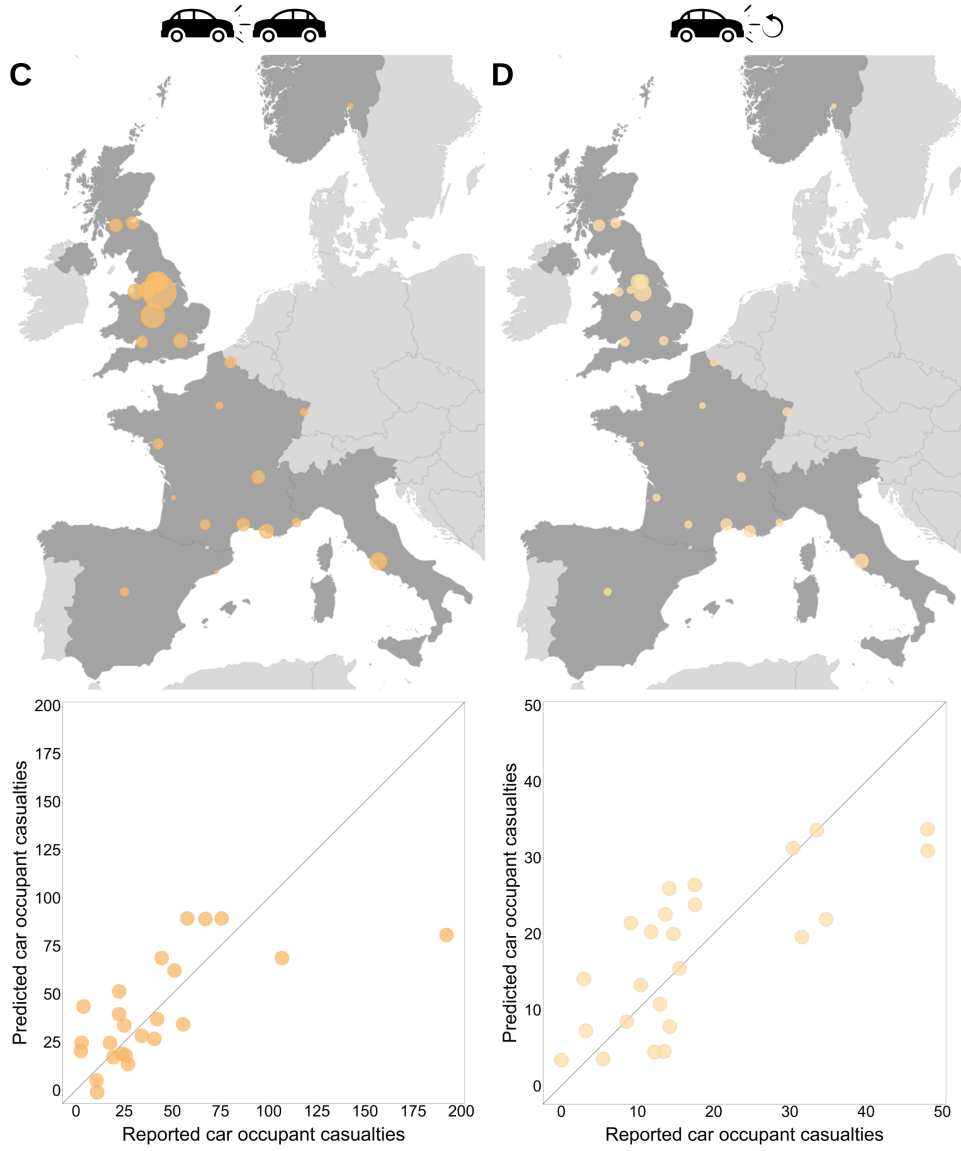 C
D
200
175
150
125
100
75
50
25
0
Predicted car occupant casualties
0 25 50 75 100 125 150 175 200
Reported car occupant casualties
50
40
30
20
10
0
Predicted car occupant casualties
0 10 20 30 40 50
Reported car occupant casualties